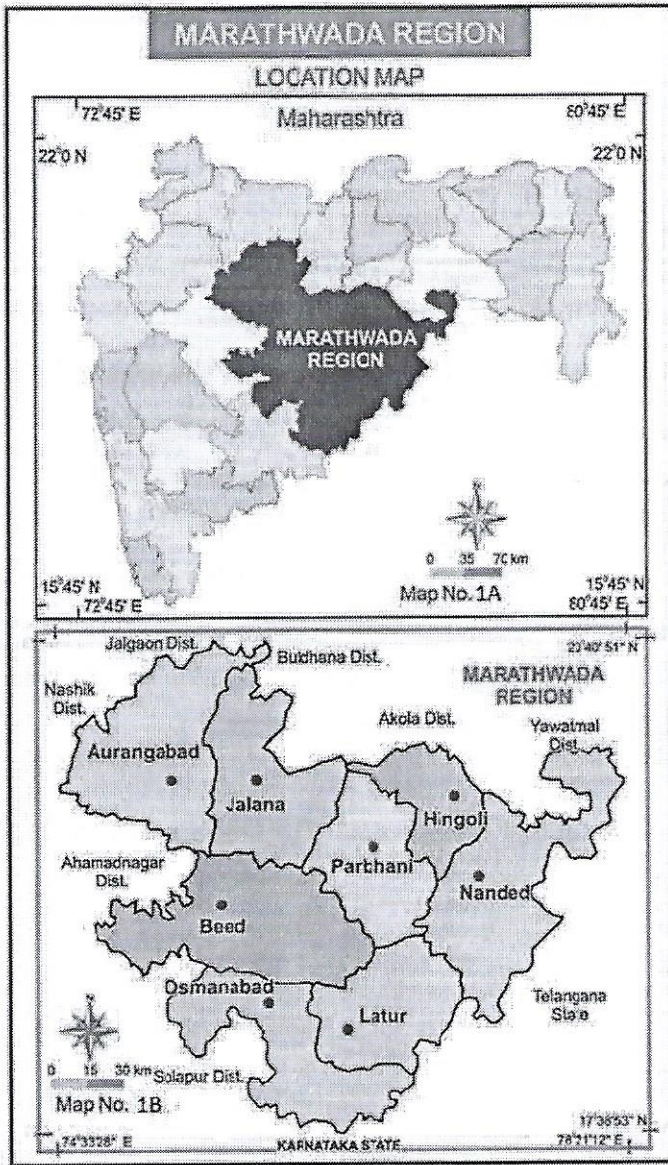 MARATHWADA REGION
LOCATION MAP
72°45' E
80°45' E
Maharashtra
22°0 N
22°0 N
MARATHWADA
REGION
0 35 70 km
Map No. 1A
15°45' N
15°45' N
72°45' E
80°45' E
Jalgaon Dist.
Buldhana Dist.
MARATHWADA
REGION
Nashik
Dist.
Akola Dist.
Yawatmal
Dist.
Aurangabad
Jalana
Hingoli
Parbhani
Nanded
Ahamadnagar
Dist.
Beed
Osmanabad
Latur
Telangana
State
N
0 15 30 km
Solapur Dist.
Map No. 1B
KARNATAKA STATE